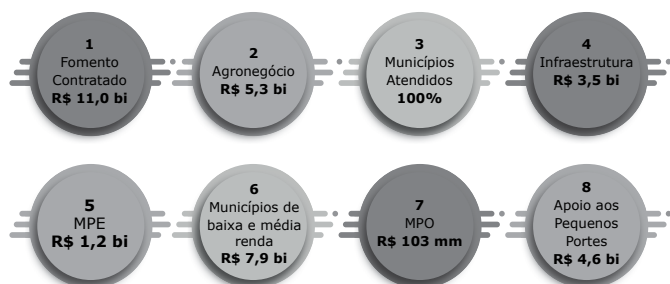 1
Fomento
Contratado
R$ 11,0 bi
2
Agronegócio
R$ 5,3 bi
3
Municípios
Atendidos
100%
4
Infraestrutura
R$ 3,5 bi
5
MPE
R$ 1,2 bi
6
Municípios de
baixa e média
renda
R$ 7,9 bi
7
MPO
R$ 103 mm
8
Apoio aos
Pequenos
Portes
R$ 4,6 bi